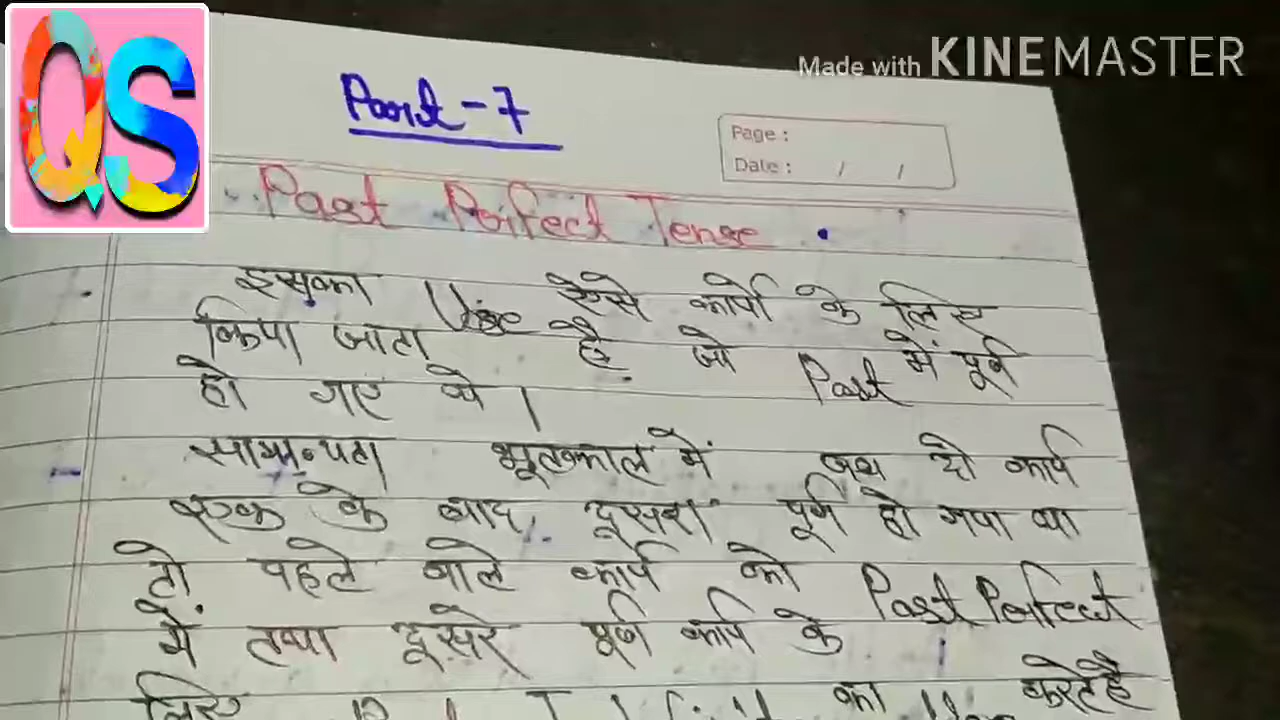 QS
Made with KINEMASTER
Part - 7
Page :
Date : / /
Past Perfect Tense .
इसका Use ऐसे कार्यो के लिए
किया जाता है जो Past में पूर्ण
हो गए थे ।
सामान्यता भूतकाल में जब दो कार्य
एक के बाद दूसरा पूर्ण हो गया था
तो पहले वाले कार्य को Past Perfect
में तथा दूसरे पूर्ण कार्य के
लिए का करते है